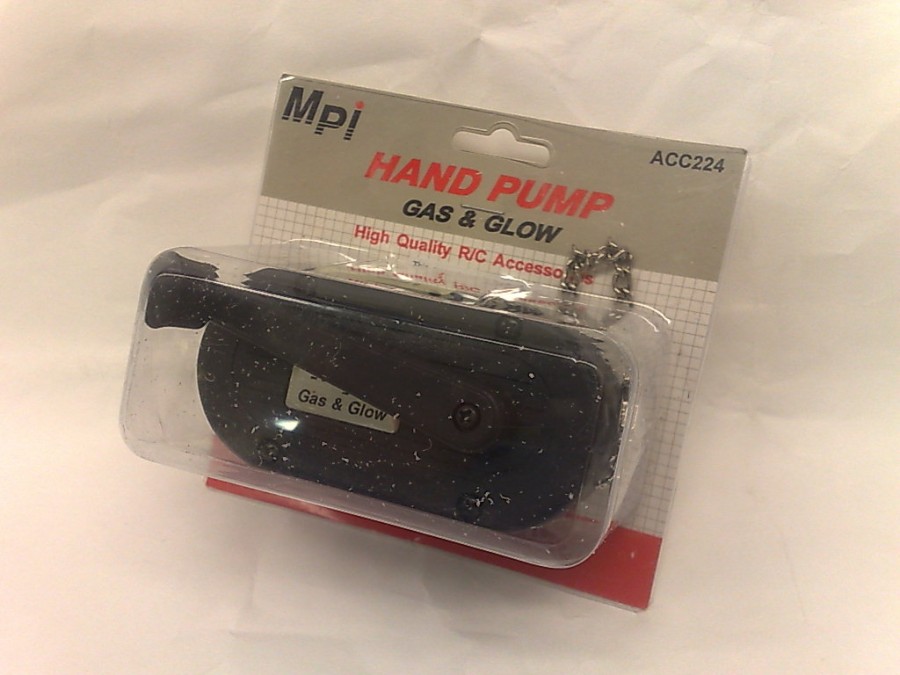 MPi
ACC224
HAND PUMP
GAS & GLOW
High Quality R/C Accessories
Gas & Glow